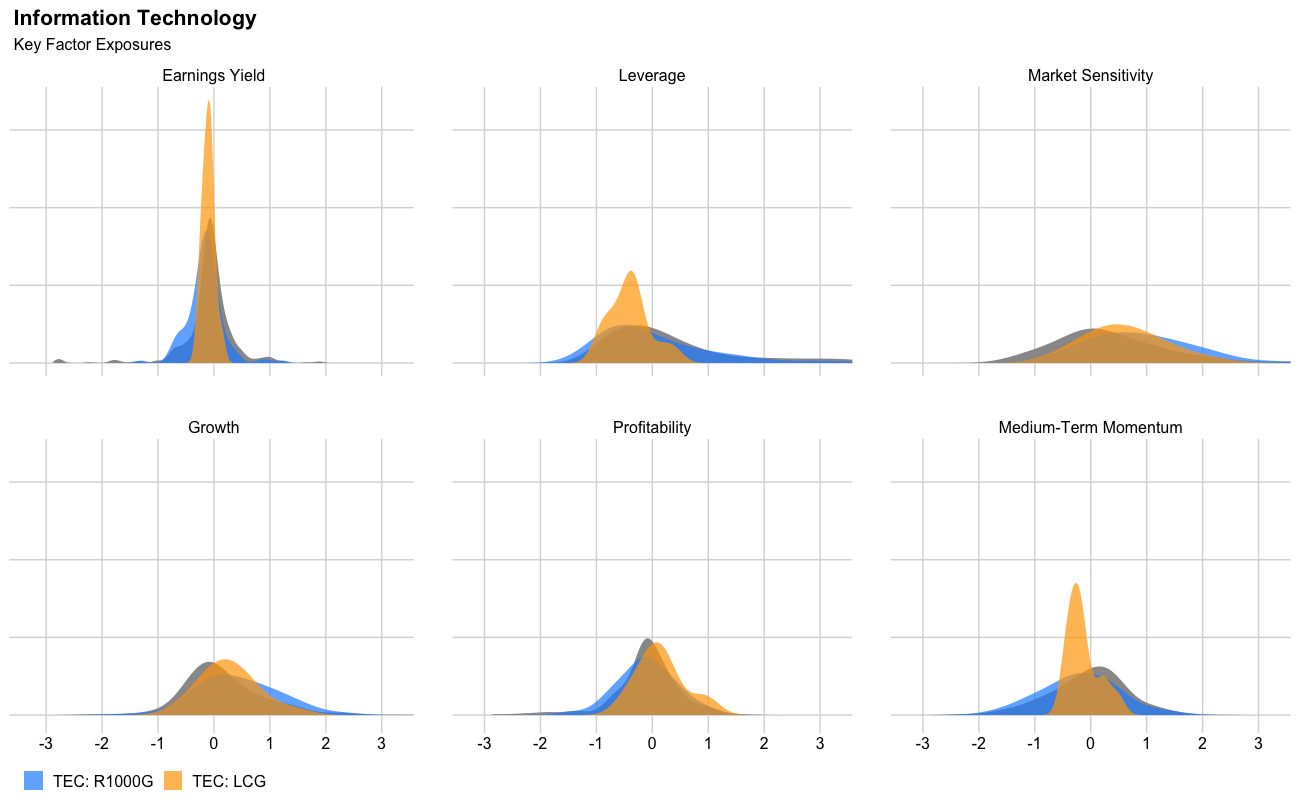 Information Technology
Key Factor Exposures
Earnings Yield
Leverage
Market Sensitivity
Growth
Profitability
Medium-Term Momentum
-3 -2 -1 0 1 2 3 -3 -2 -1 0 1 2 3 -3 -2 -1 0 1 2 3
TEC: R1000G TEC: LCG